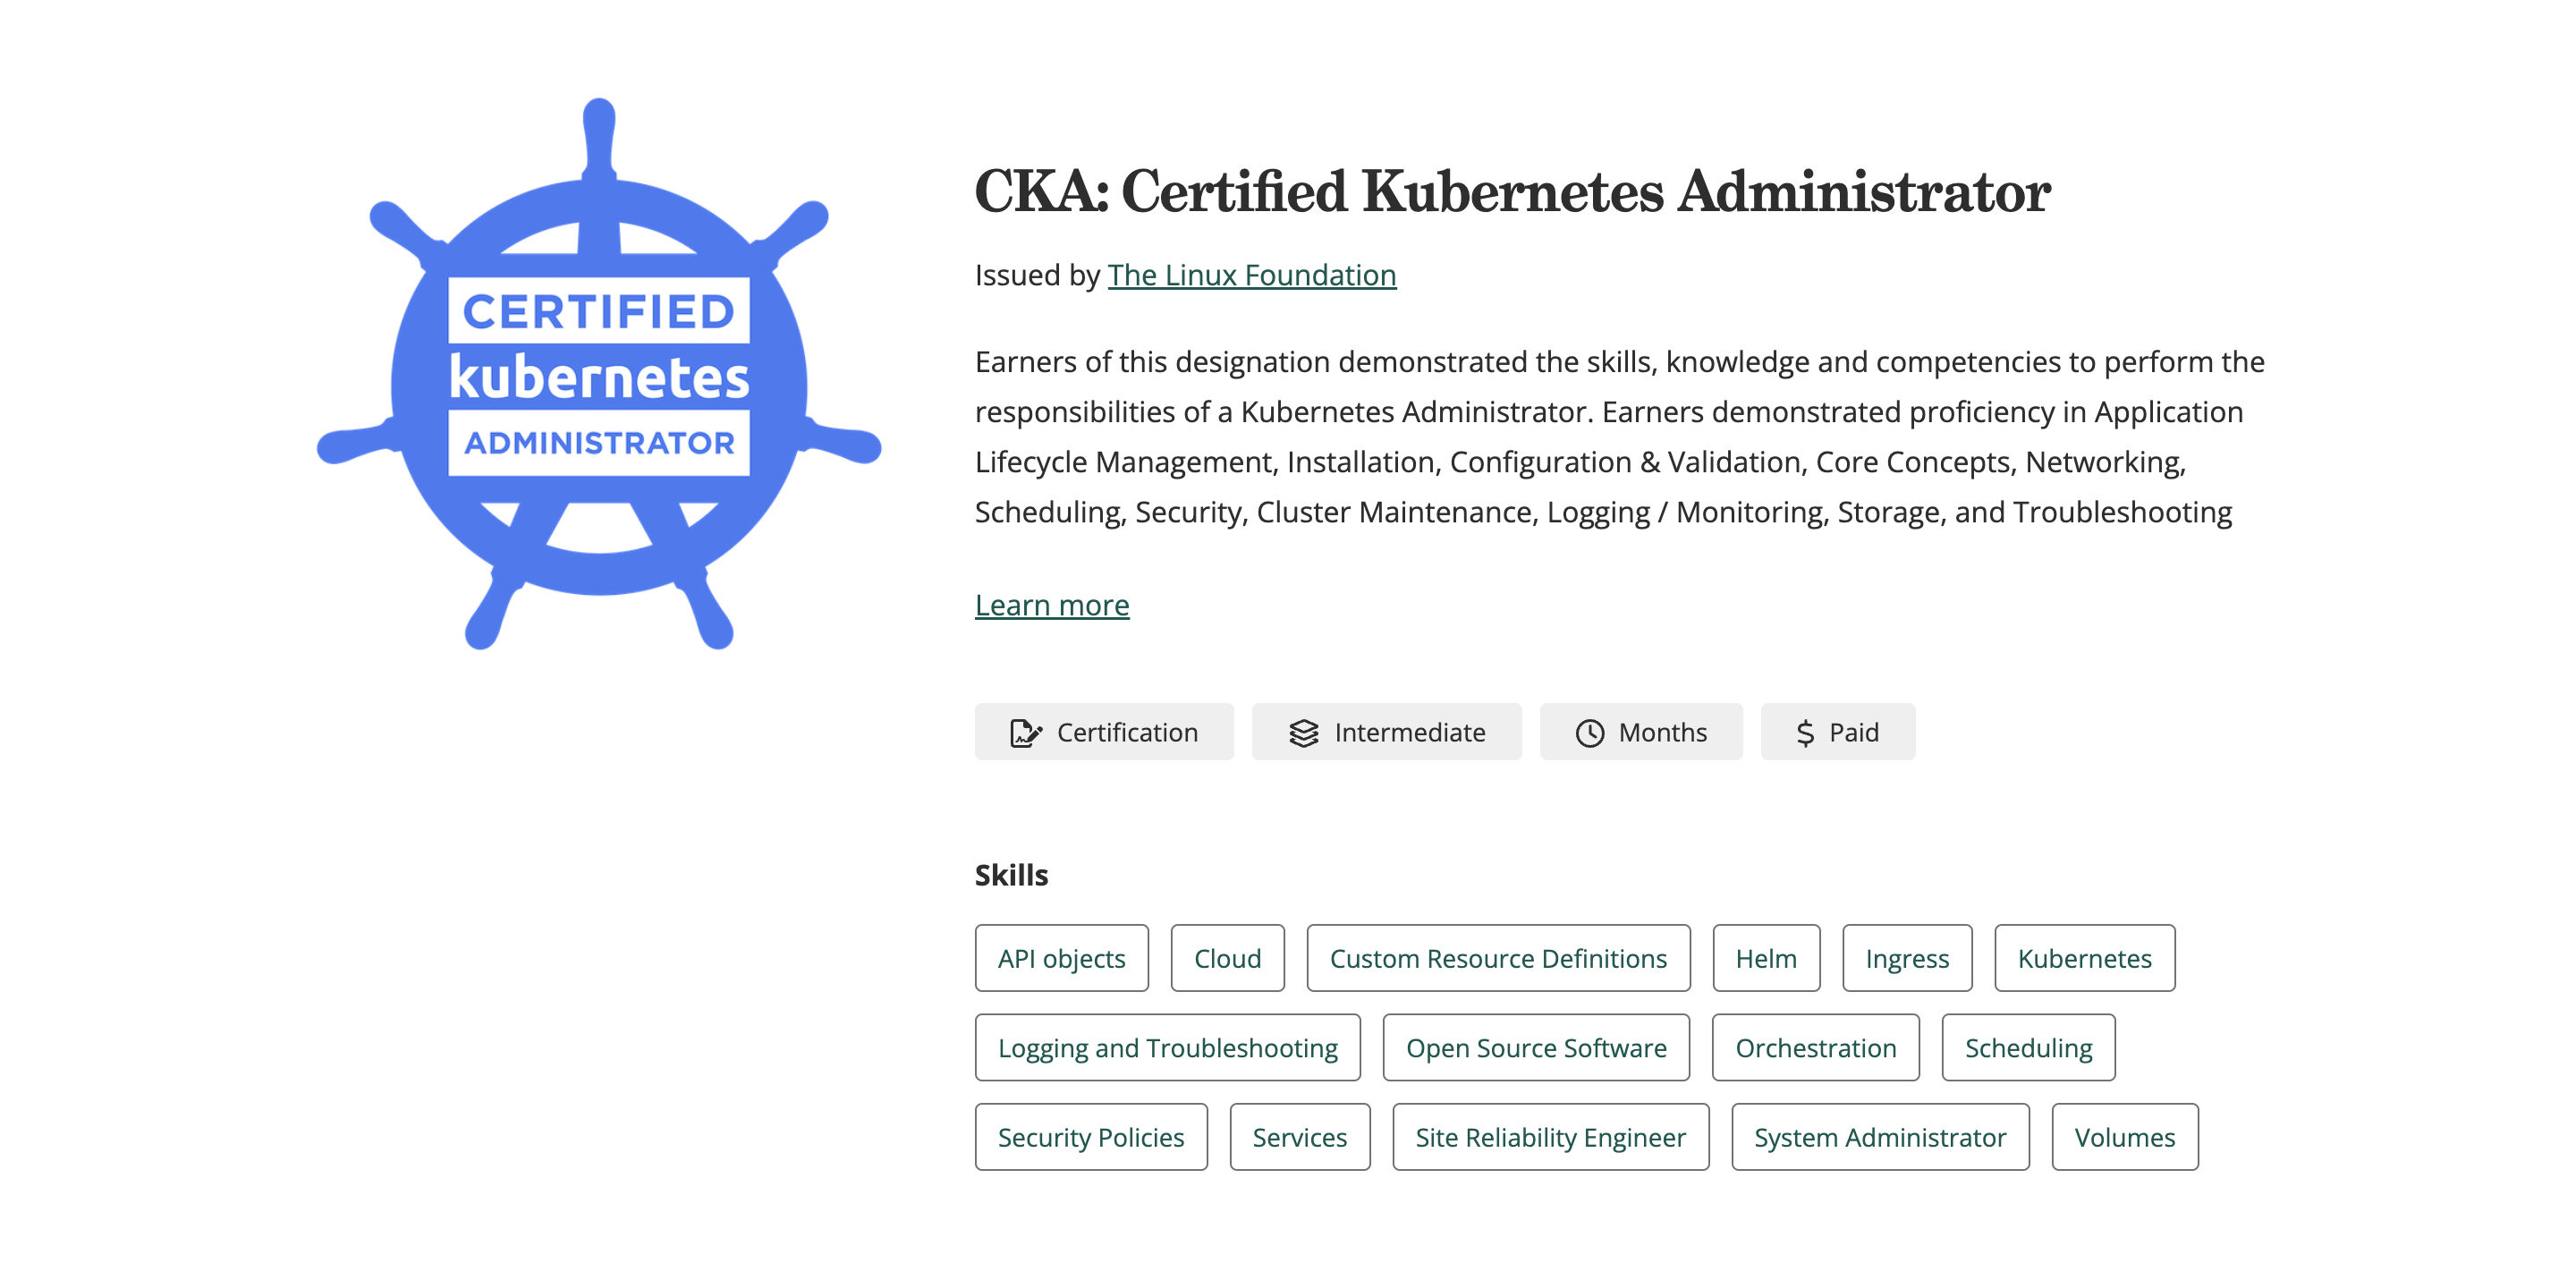 CERTIFIED
kubernetes
ADMINISTRATOR
CKA: Certified Kubernetes Administrator
Issued by The Linux Foundation
Earners of this designation demonstrated the skills, knowledge and competencies to perform the
responsibilities of a Kubernetes Administrator. Earners demonstrated proficiency in Application
Lifecycle Management, Installation, Configuration & Validation, Core Concepts, Networking,
Scheduling, Security, Cluster Maintenance, Logging / Monitoring, Storage, and Troubleshooting
Learn more
Certification Intermediate Months $ Paid
Skills
API objects Cloud Custom Resource Definitions Helm Ingress Kubernetes
Logging and Troubleshooting Open Source Software Orchestration Scheduling
Security Policies Services Site Reliability Engineer System Administrator Volumes